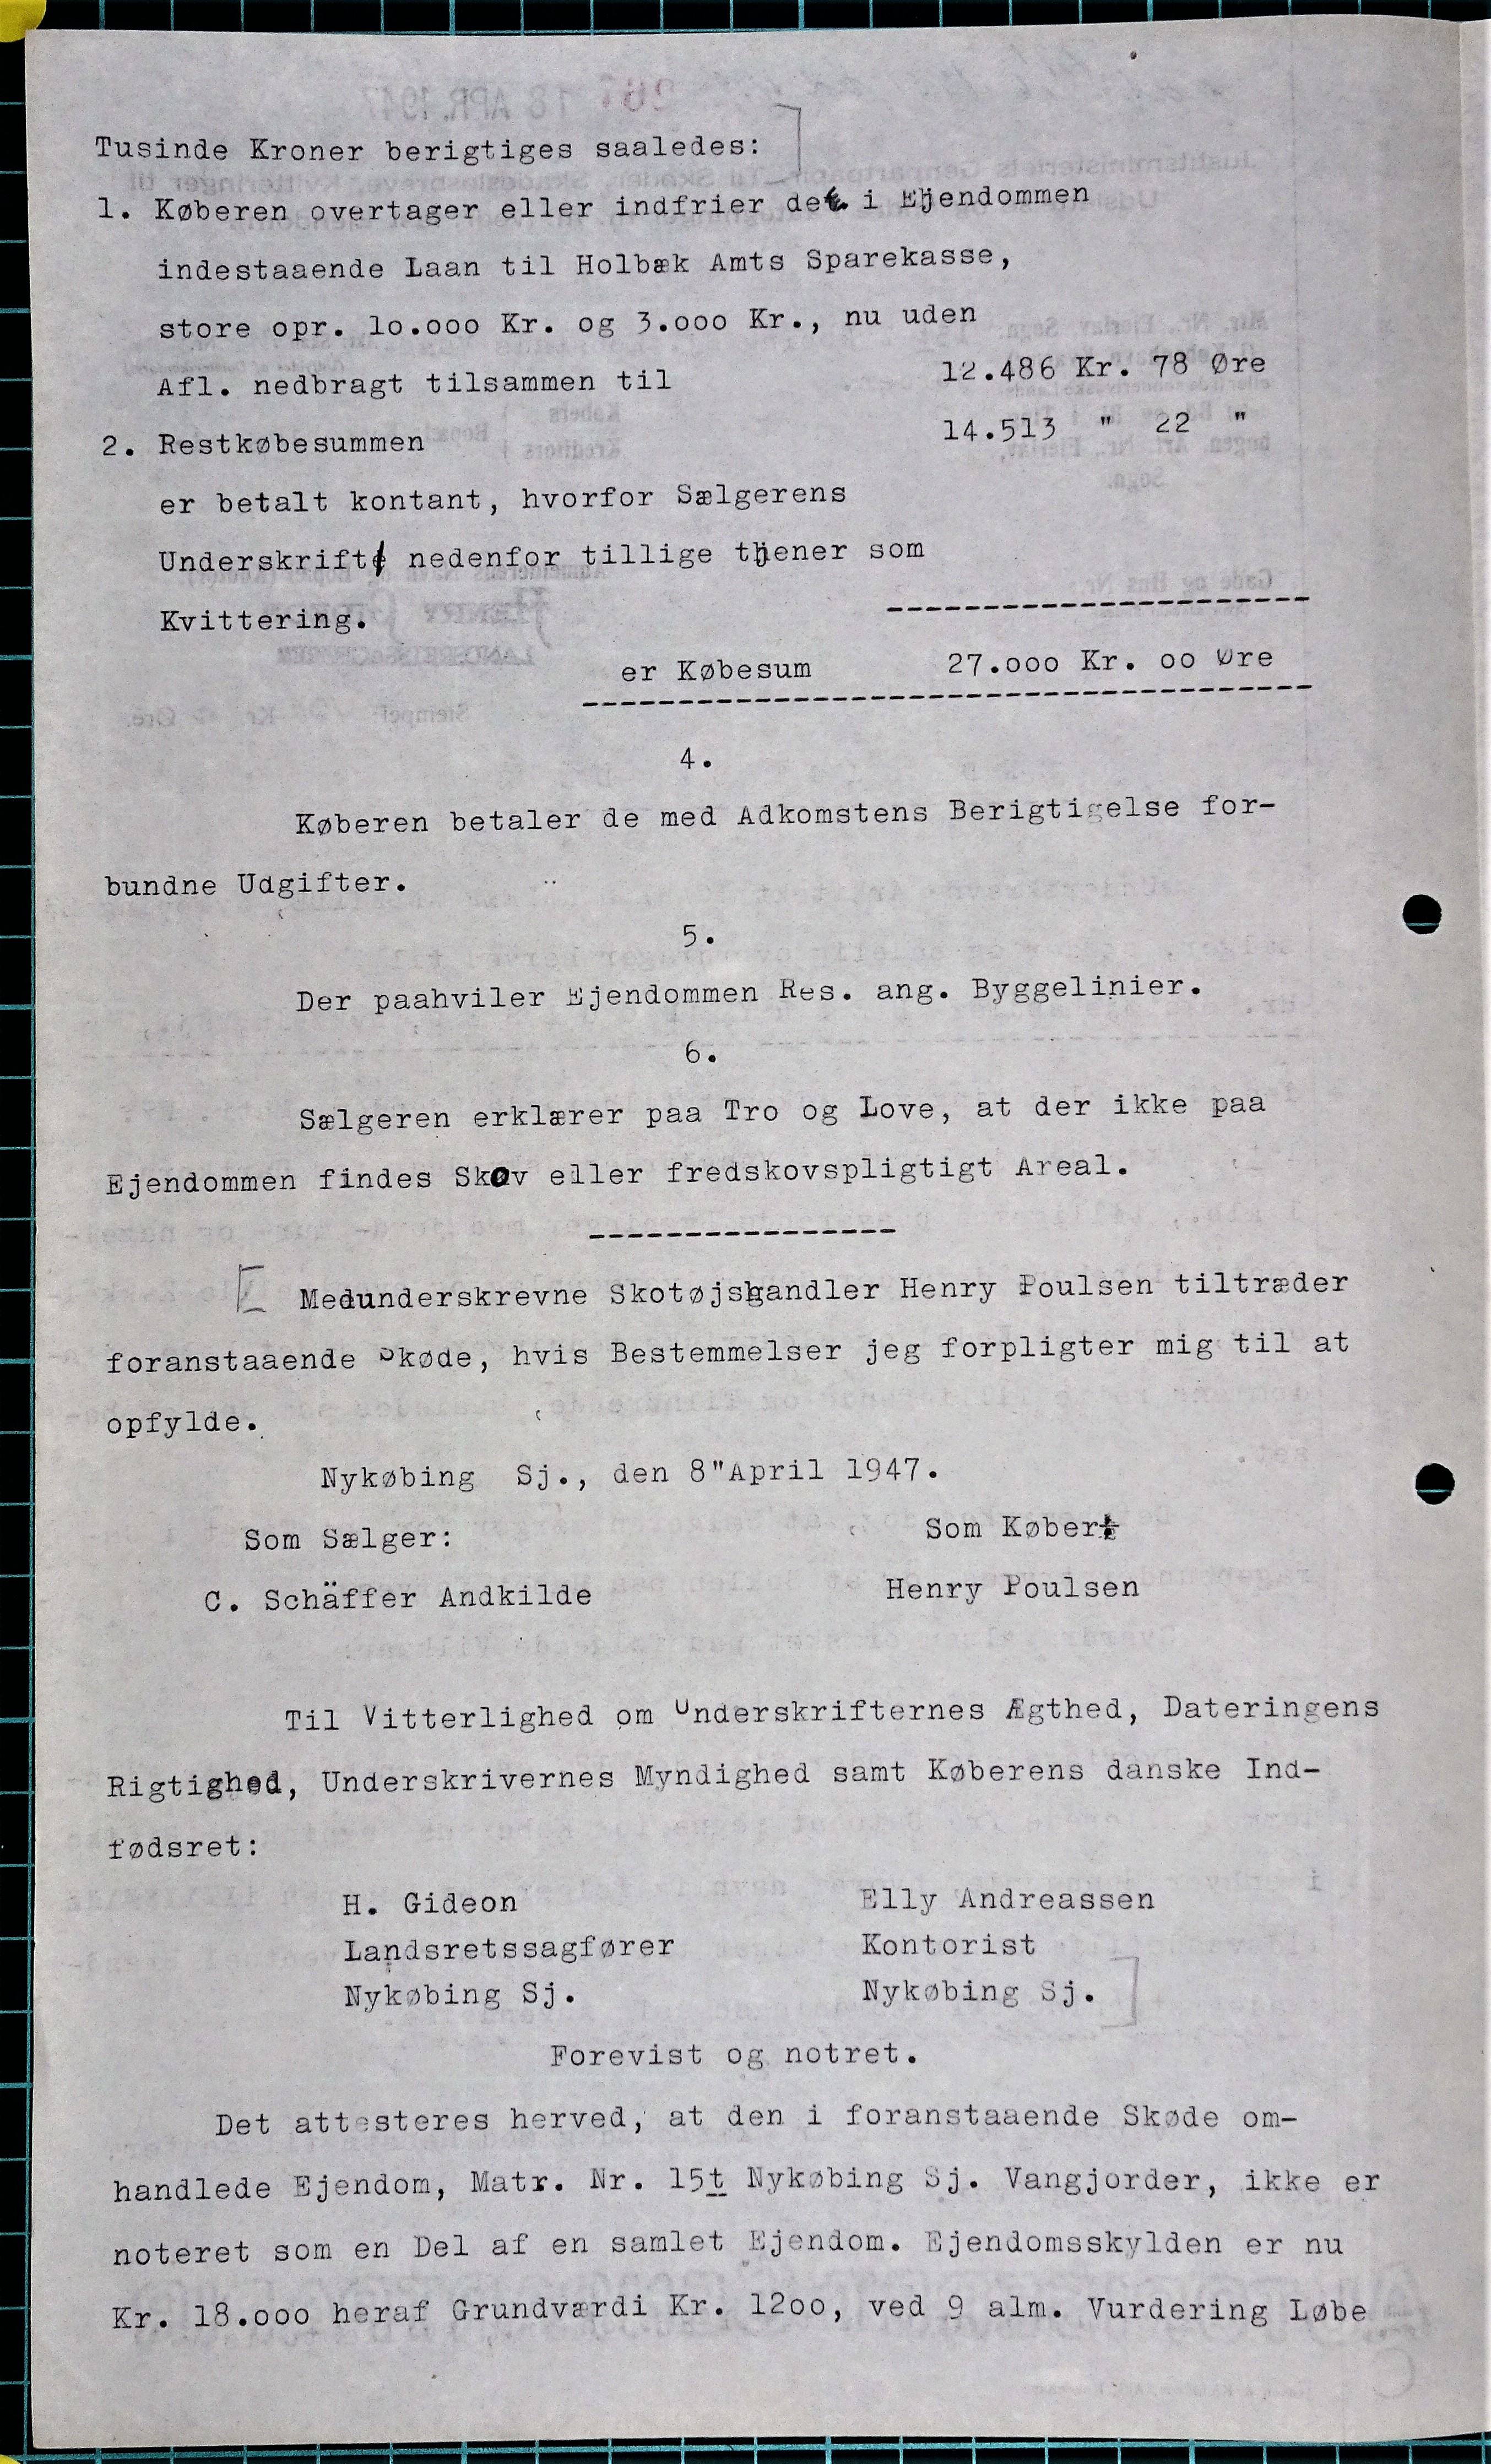 Tusinde Kroner berigtiges saaledes:
1. Køberen overtager eller indfrier det i Ejendommen
indestaaende Laan til Holbæk Amts Sparekasse,
store opr. 10.000 Kr. og 3.000 Kr., nu uden
Afl. nedbragt tilsammen til 12.486 Kr. 78 Øre
2. Restkøbesummen 14.513 " 22 "
er betalt kontant, hvorfor Sælgerens
Underskrift nedenfor tillige tjener som
Kvittering.
er Købesum 27.000 Kr. 00 Øre
4.
Køberen betaler de med Adkomstens Berigtigelse for-
bundne Udgifter.
5.
Der paahviler Ejendommen Res. ang. Byggelinier.
6.
Sælgeren erklærer paa Tro og Love, at der ikke paa
Ejendommen findes Skov eller fredskovspligtigt Areal.
Medunderskrevne Skotøjshandler Henry Poulsen tiltræder
foranstaaende Skøde, hvis Bestemmelser jeg forpligter mig til at
opfylde.
Nykøbing Sj., den 8" April 1947.
Som Sælger: Som Køber:
C. Schäffer Andkilde Henry Poulsen
Til Vitterlighed om Underskrifternes Ægthed, Dateringens
Rigtighed, Underskrivernes Myndighed samt Køberens danske Ind-
fødsret:
H. Gideon Elly Andreassen
Landsretssagfører Kontorist
Nykøbing Sj. Nykøbing Sj.
Forevist og notret.
Det attesteres herved, at den i foranstaaende Skøde om-
handlede Ejendom, Matr. Nr. 15t Nykøbing Sj. Vangjorder, ikke er
noteret som en Del af en samlet Ejendom. Ejendomsskylden er nu
Kr. 18.000 heraf Grundværdi Kr. 1200, ved 9 alm. Vurdering Løbe